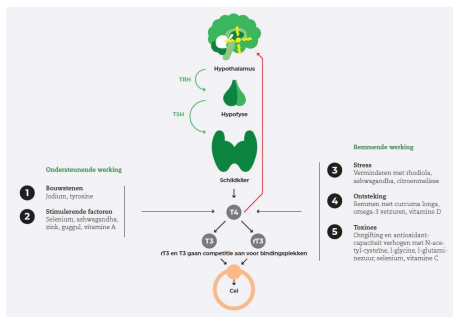 Hypothalamus
TRH
TSH
Hypofyse
Schildklier
Ondersteunende werking
1
Bouwstenen
Jodium, tyrosine
2
Stimulerende factoren
Selenium, ashwagandha,
zink, guggul, vitamine A
Remmende werking
3
Stress
Verminderen met rhodiola,
ashwagandha, citroenmelisse
4
Ontsteking
Remmen met curcuma longa,
omega-3 vetzuren, vitamine D
5
Toxines
Ontgifting en antioxidant-
capaciteit verhogen met N-ace-
tyl-cysteïne, l-glycine, l-glutami-
nezuur, selenium, vitamine C
T4
T3
rT3
rT3 en T3 gaan competitie aan voor bindingsplekken
Cel